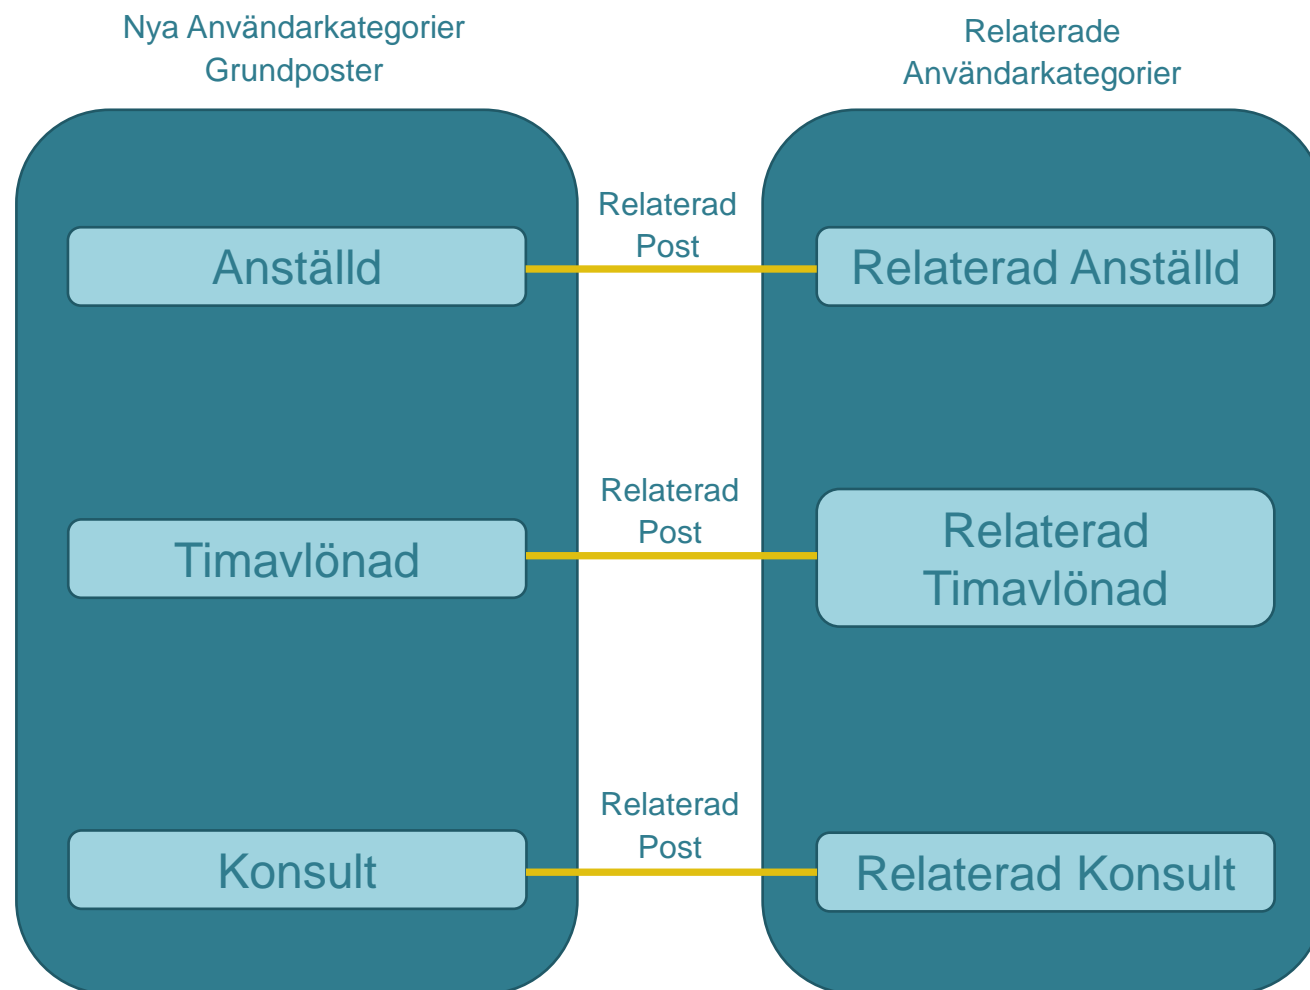 Nya Användarkategorier
Grundposter
Relaterade
Användarkategorier
Relaterad
Post
Anställd
Relaterad Anställd
Relaterad
Post
Timavlönad
Relaterad
Timavlönad
Relaterad
Post
Konsult
Relaterad Konsult